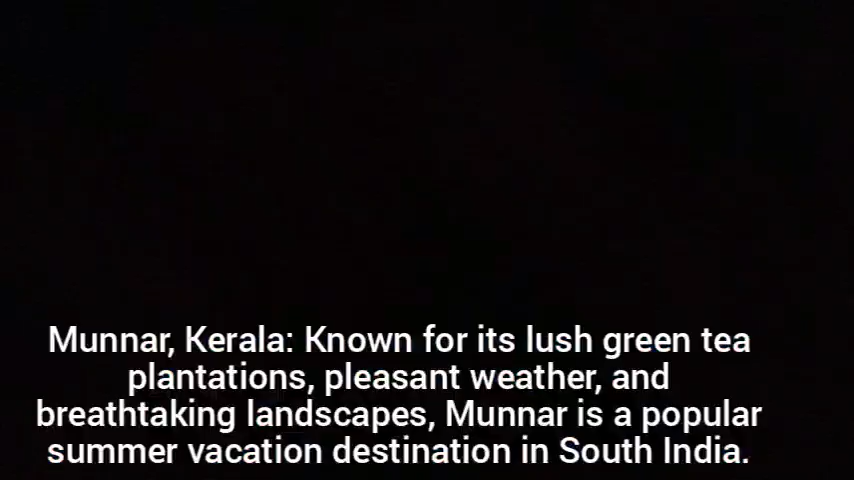 Munnar, Kerala: Known for its lush green tea
plantations, pleasant weather, and
breathtaking landscapes, Munnar is a popular
summer vacation destination in South India.